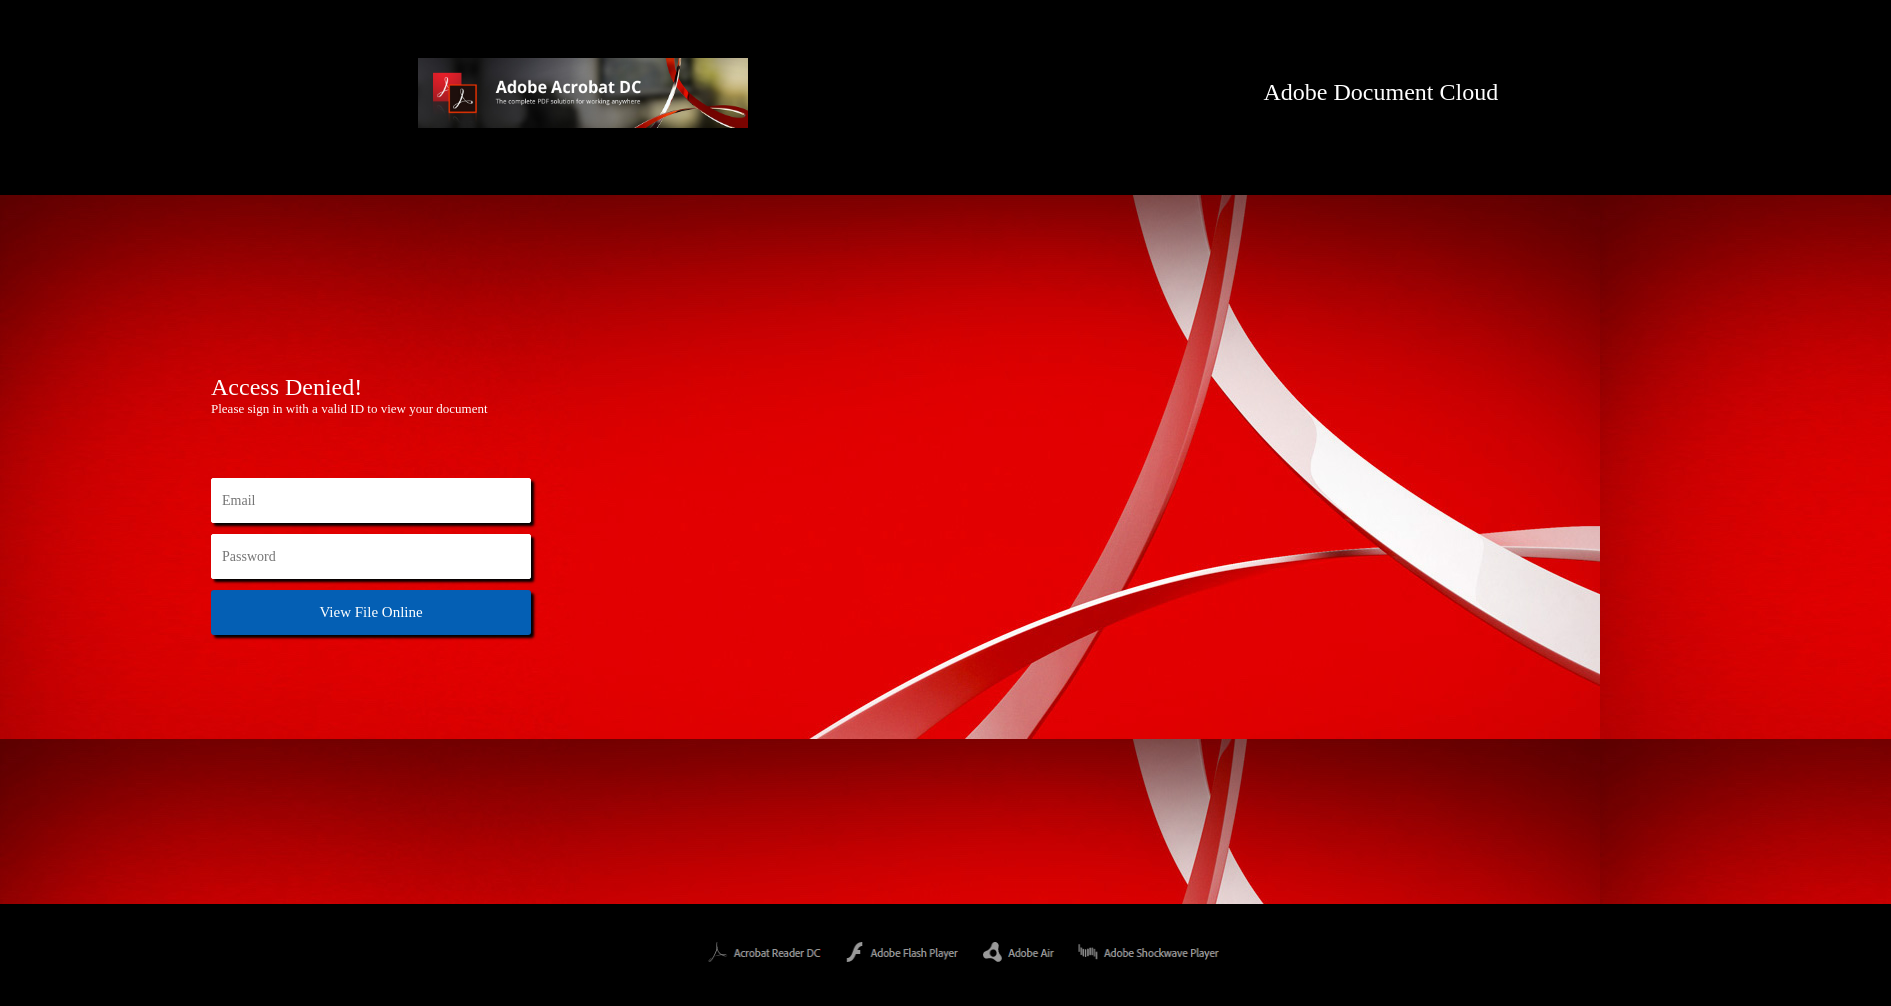 Adobe Acrobat DC
The complete PDF solution for working anywhere
Adobe Document Cloud
Access Denied!
Please sign in with a valid ID to view your document
Email
Password
View File Online
Acrobat Reader DC
Adobe Flash Player
Adobe Air
Adobe Shockwave Player